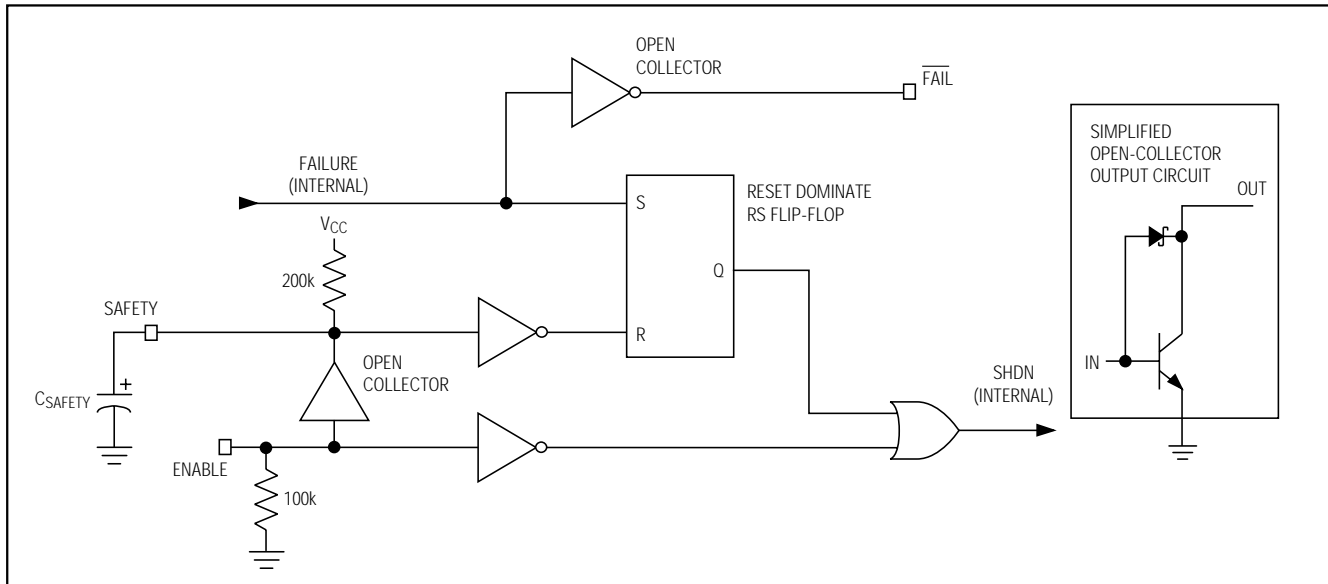 OPEN
COLLECTOR
FAIL
SIMPLIFIED
OPEN-COLLECTOR
OUTPUT CIRCUIT
OUT
IN
FAILURE
(INTERNAL)
S
RESET DOMINATE
RS FLIP-FLOP
Q
R
VCC
200k
SAFETY
OPEN
COLLECTOR
CSAFETY
+
ENABLE
100k
SHDN
(INTERNAL)